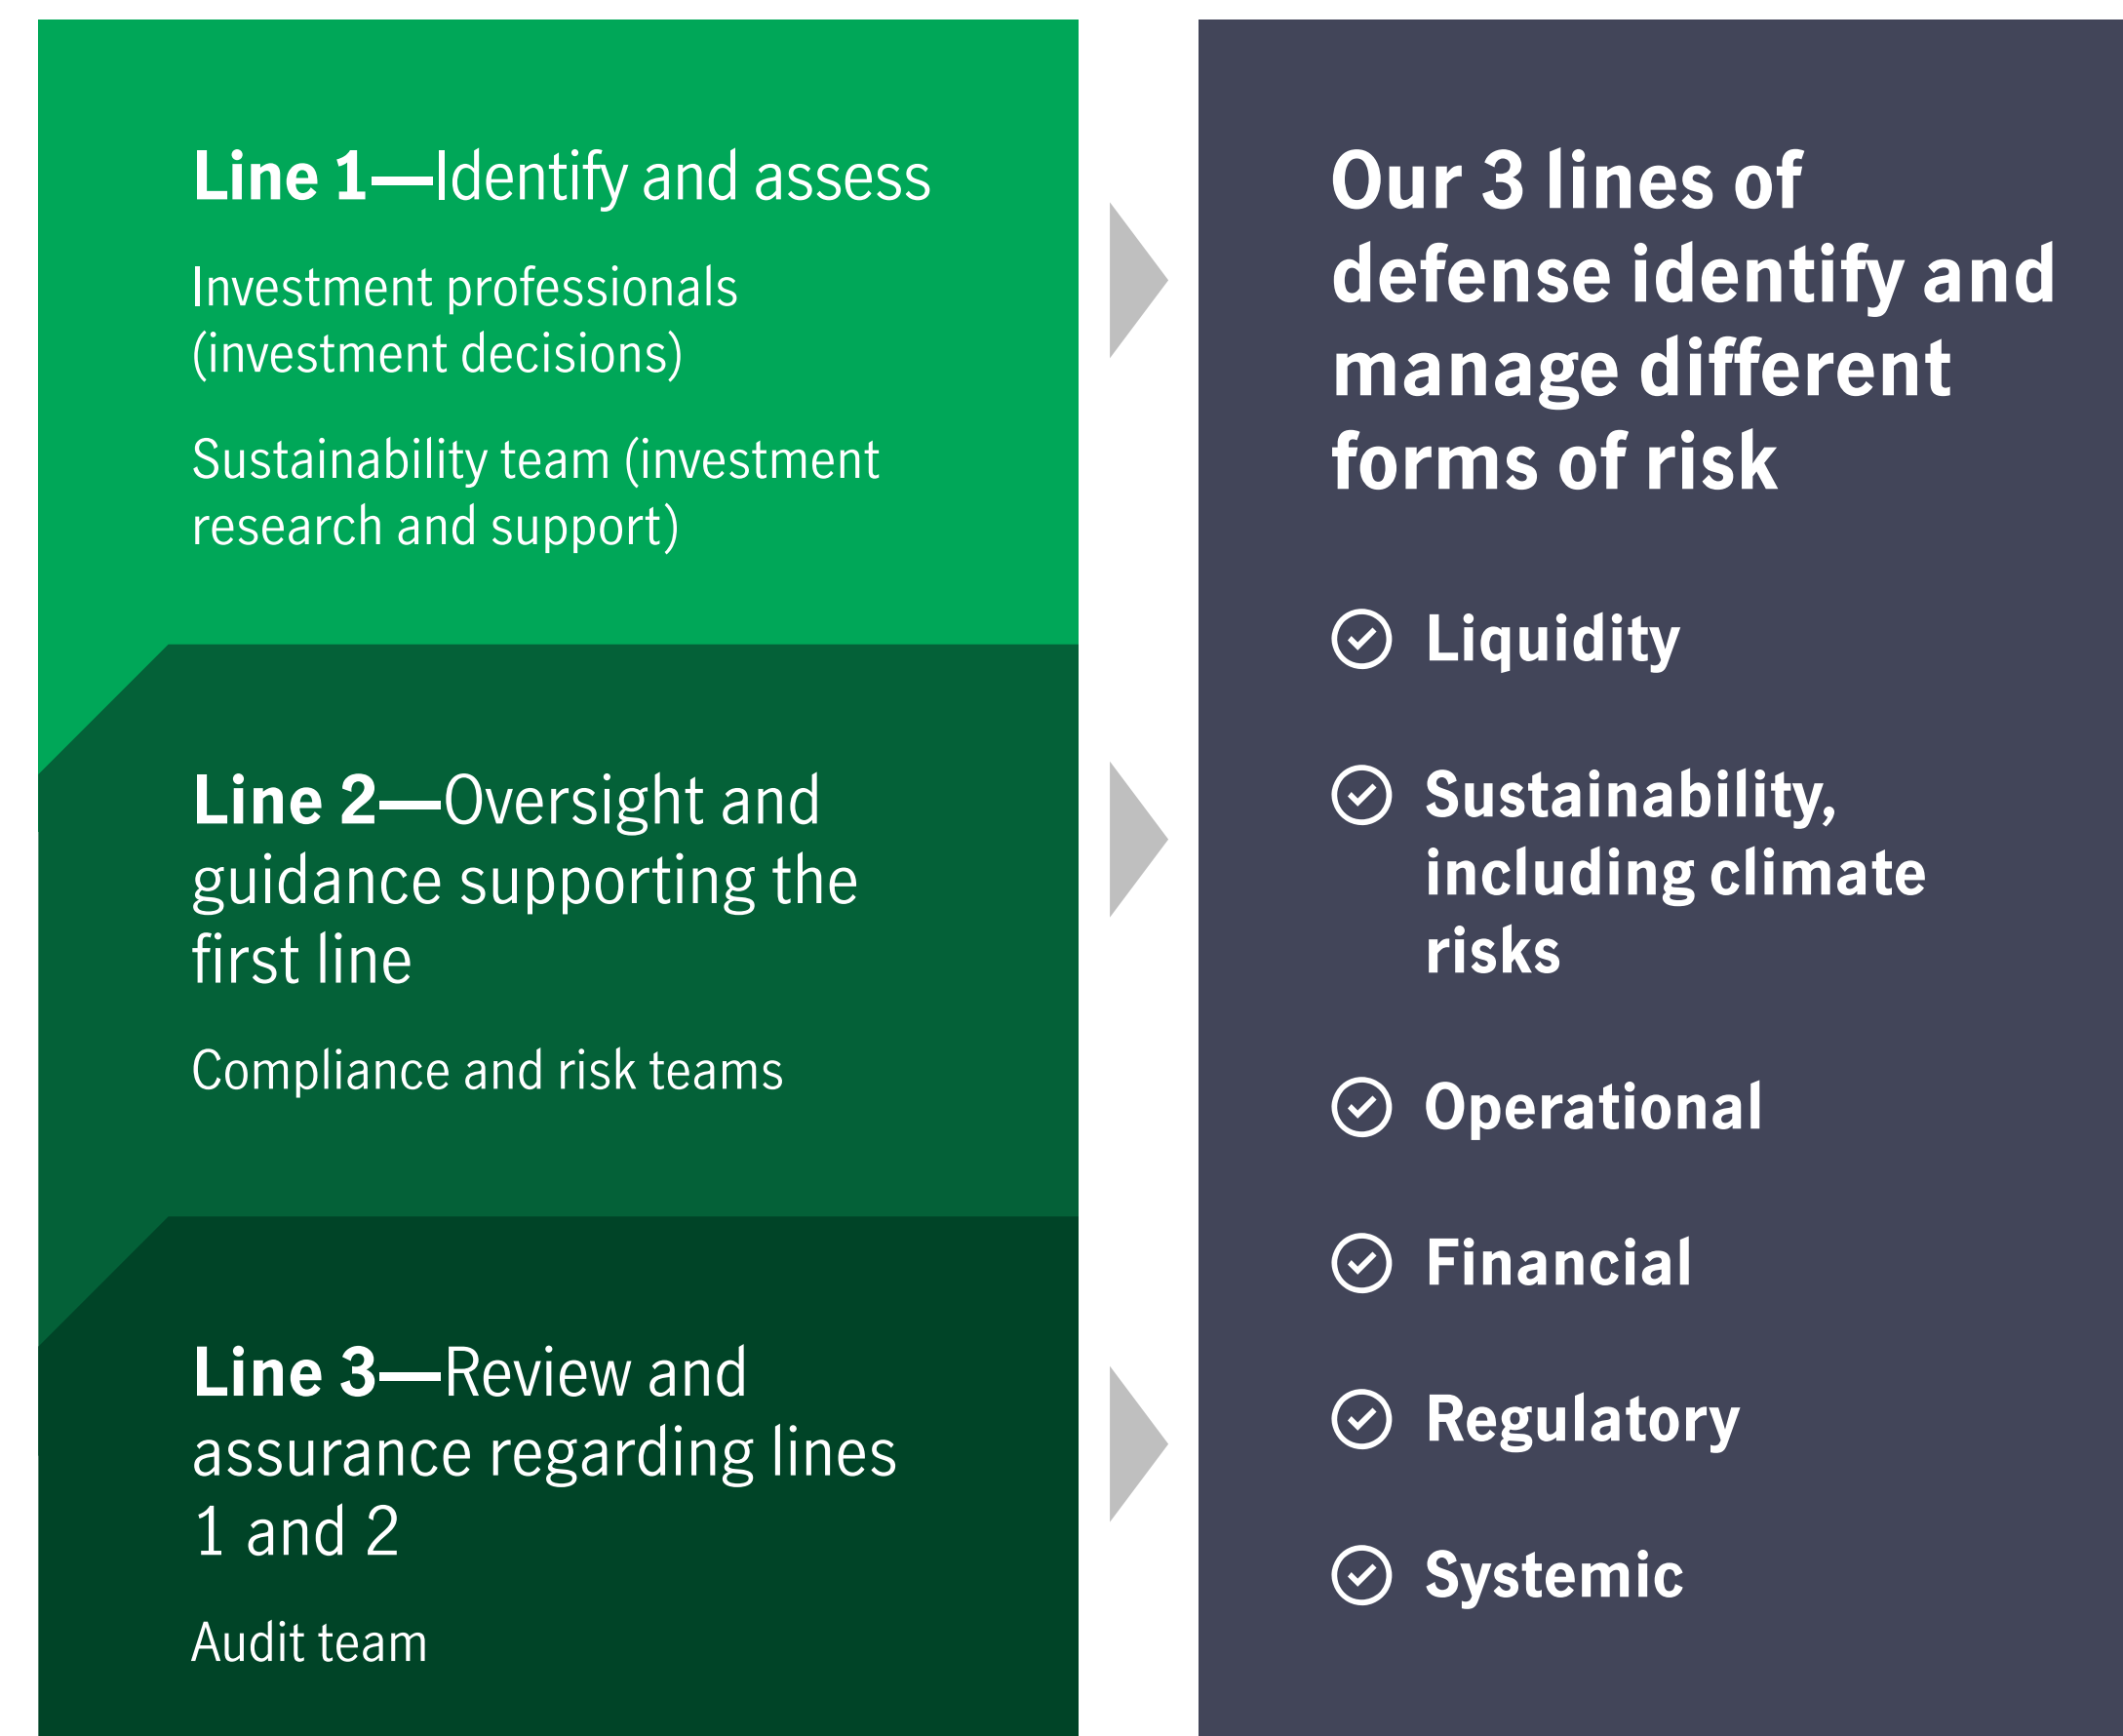 Line 1—Identify and assess
Investment professionals
(investment decisions)
Sustainability team (investment
research and support)
Line 2—Oversight and
guidance supporting the
first line
Compliance and risk teams
Line 3—Review and
assurance regarding lines
1 and 2
Audit team
Our 3 lines of
defense identify and
manage different
forms of risk
Liquidity
Sustainability,
including climate
risks
Operational
Financial
Regulatory
Systemic